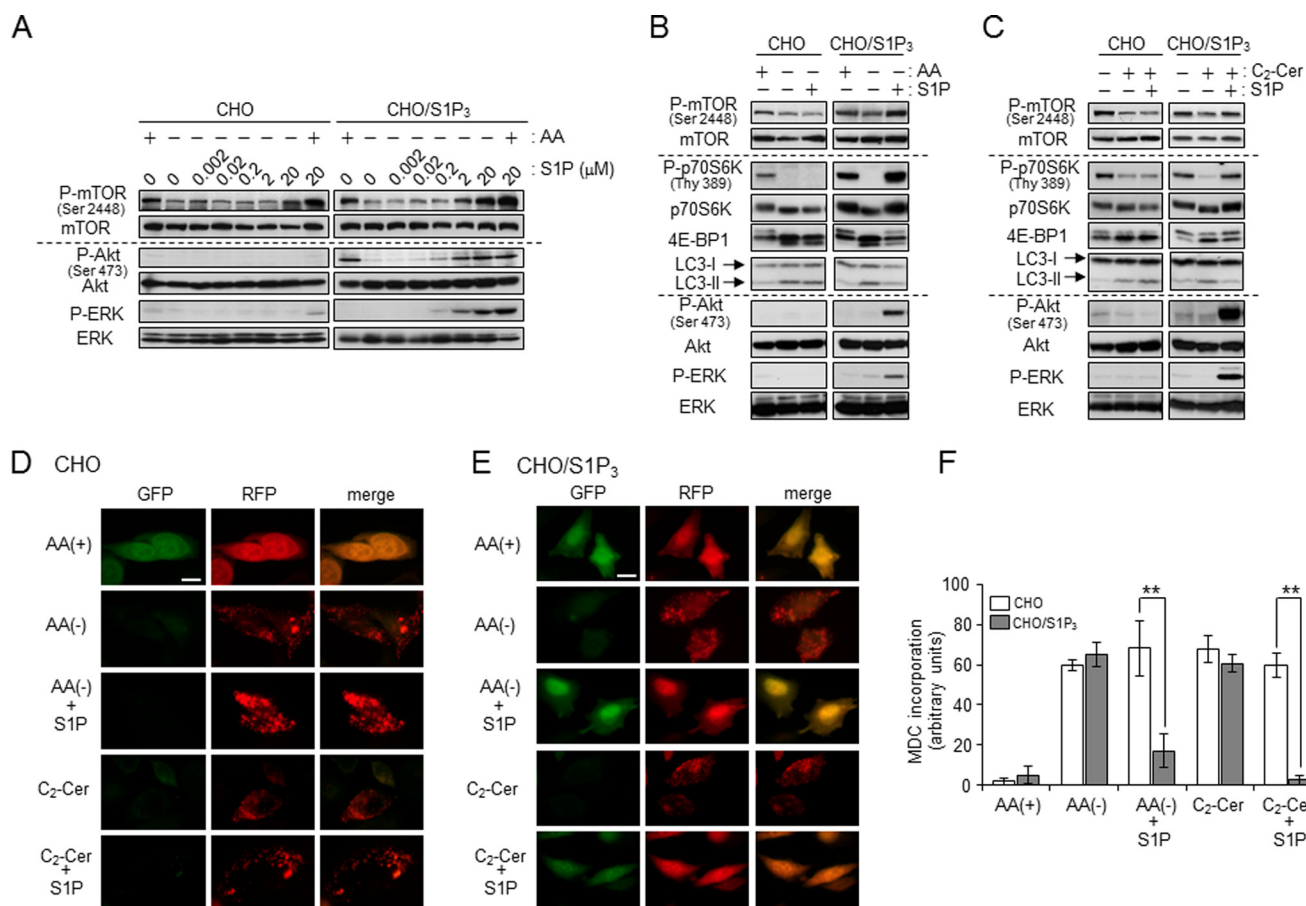 A
CHO CHO/S1P3
+ − − − − − − + + − − − − − − + : AA
0 0 0.002 0.02 0.2 2 20 20 0 0 0.002 0.02 0.2 2 20 20 : S1P (μM)
P-mTOR
(Ser 2448)
mTOR
P-Akt
(Ser 473)
Akt
P-ERK
ERK
B
CHO CHO/S1P3
+ − − + − − : AA
− − + − − + : S1P
P-mTOR
(Ser 2448)
mTOR
P-p70S6K
(Thy 389)
p70S6K
4E-BP1
LC3-I
LC3-II
P-Akt
(Ser 473)
Akt
P-ERK
ERK
C
CHO CHO/S1P3
− + + − + + : C2-Cer
− − + − − + : S1P
P-mTOR
(Ser 2448)
mTOR
P-p70S6K
(Thy 389)
p70S6K
4E-BP1
LC3-I
LC3-II
P-Akt
(Ser 473)
Akt
P-ERK
ERK
D CHO
GFP RFP merge
AA(+)
AA(-)
AA(-)
+
S1P
C2-Cer
C2-Cer
+
S1P
E CHO/S1P3
GFP RFP merge
AA(+)
AA(-)
AA(-)
+
S1P
C2-Cer
C2-Cer
+
S1P
F
MDC incorporation
(arbitrary units)
100
80
60
40
20
0
CHO
CHO/S1P3
** **
AA(+) AA(-) AA(-) C2-Cer C2-Ce
+ +
S1P S1P